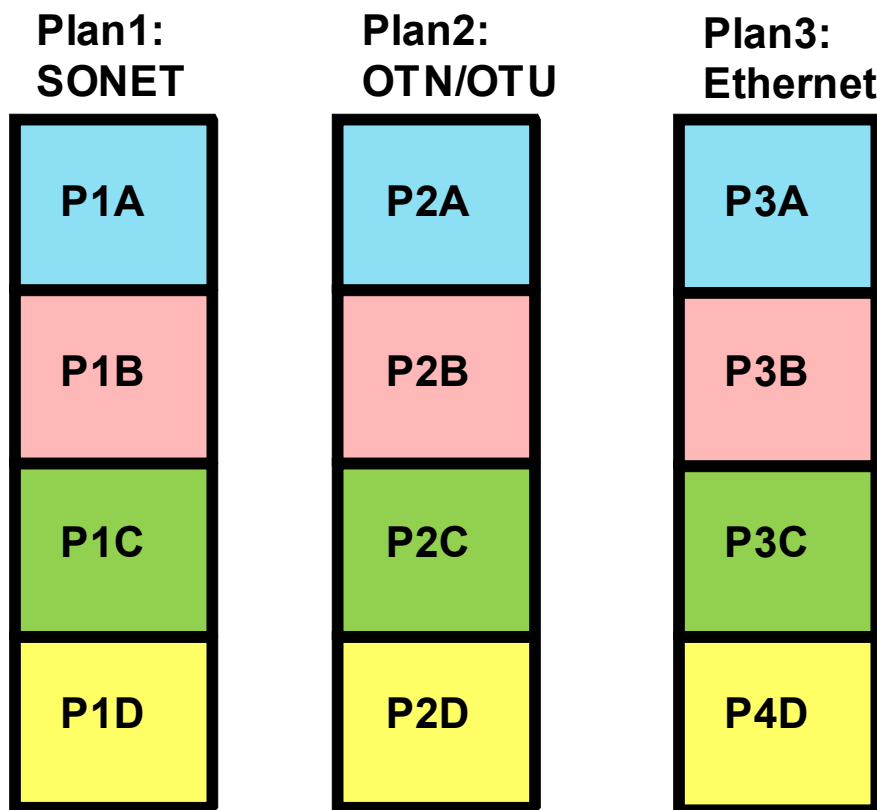 Plan1:
SONET
Plan2:
OTN/OTU
Plan3:
Ethernet
P1A
P2A
P3A
P1B
P2B
P3B
P1C
P2C
P3C
P1D
P2D
P4D